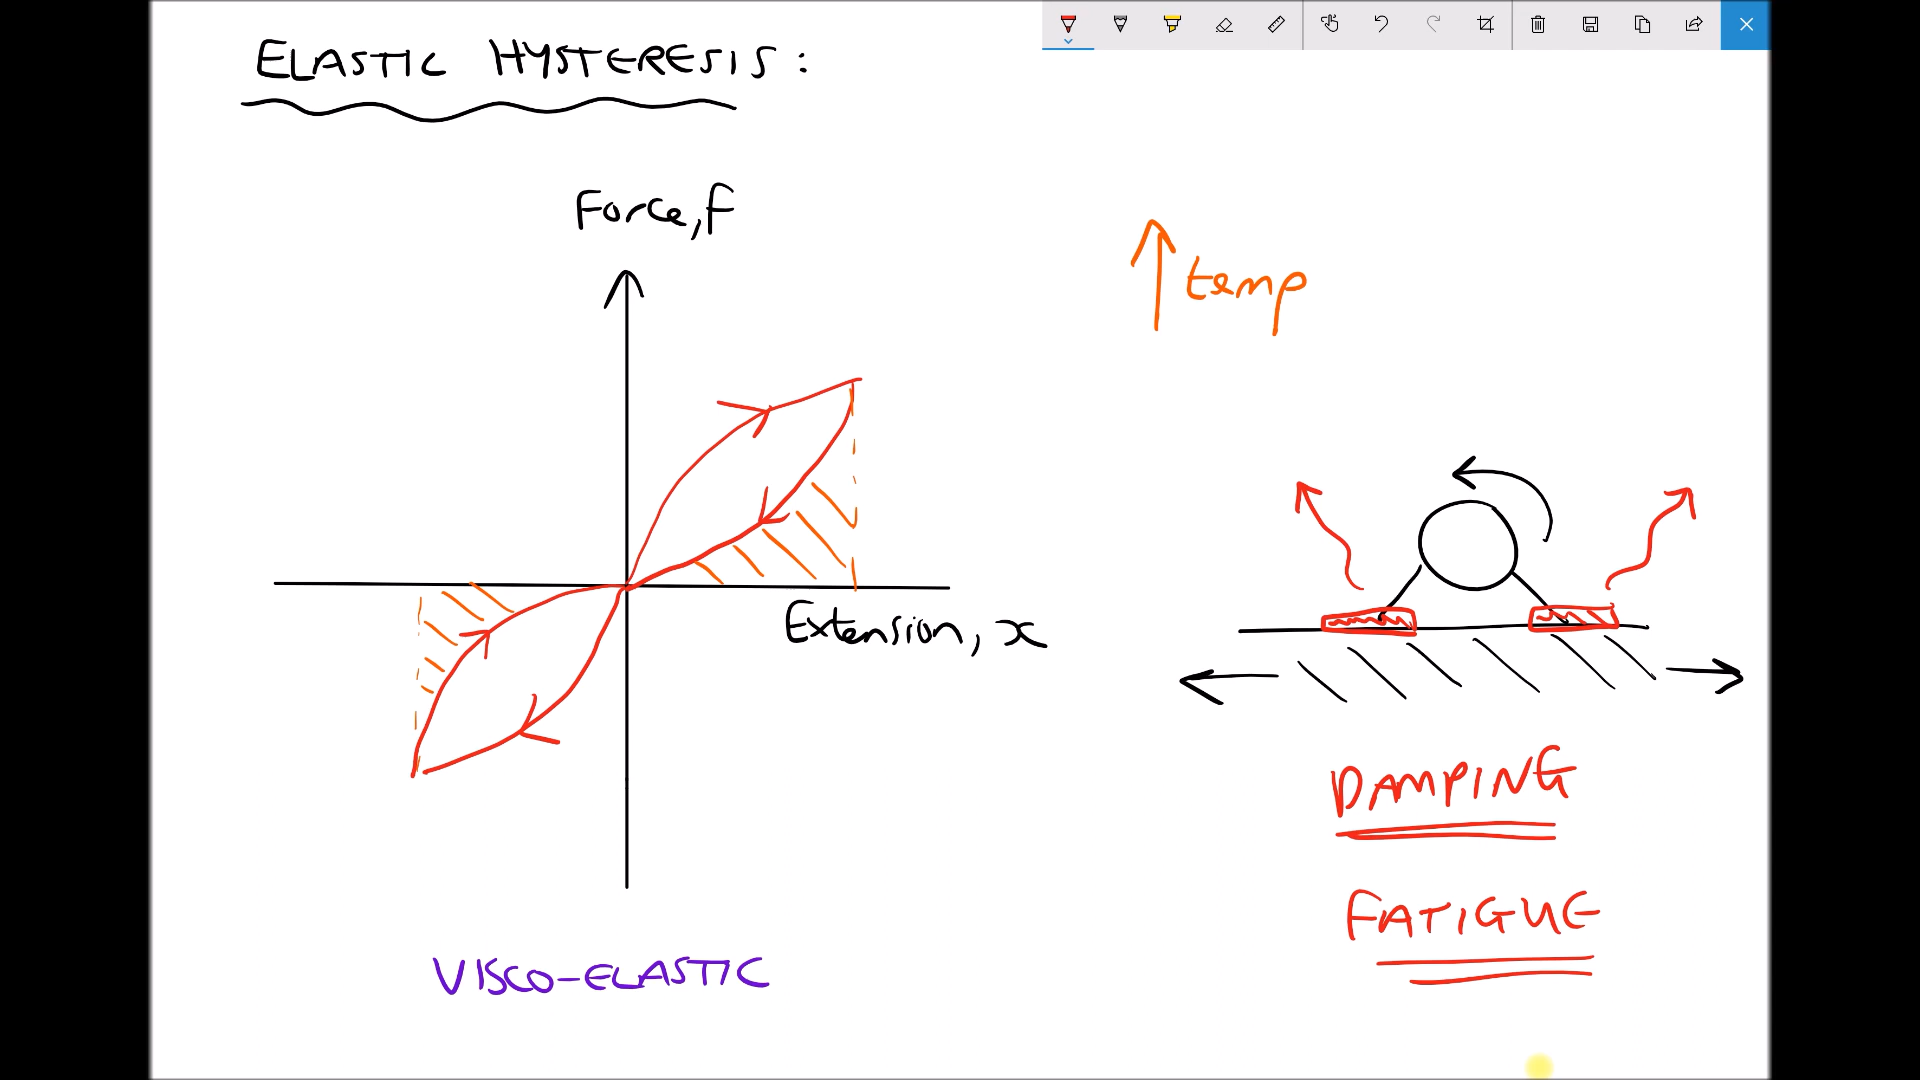 ELASTIC HYSTERESIS:
Force, F
temp
Extension, x
DAMPING
FATIGUE
VISCO-ELASTIC